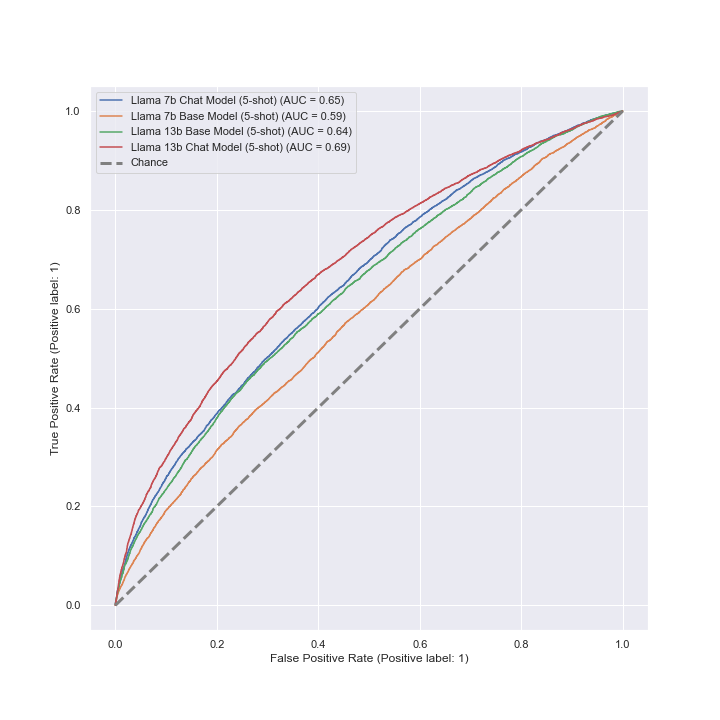 Llama 7b Chat Model (5-shot) (AUC = 0.65)
Llama 7b Base Model (5-shot) (AUC = 0.59)
Llama 13b Base Model (5-shot) (AUC = 0.64)
Llama 13b Chat Model (5-shot) (AUC = 0.69)
Chance
True Positive Rate (Positive label: 1)
1.0
0.8
0.6
0.4
0.2
0.0
0.0 0.2 0.4 0.6 0.8 1.0
False Positive Rate (Positive label: 1)